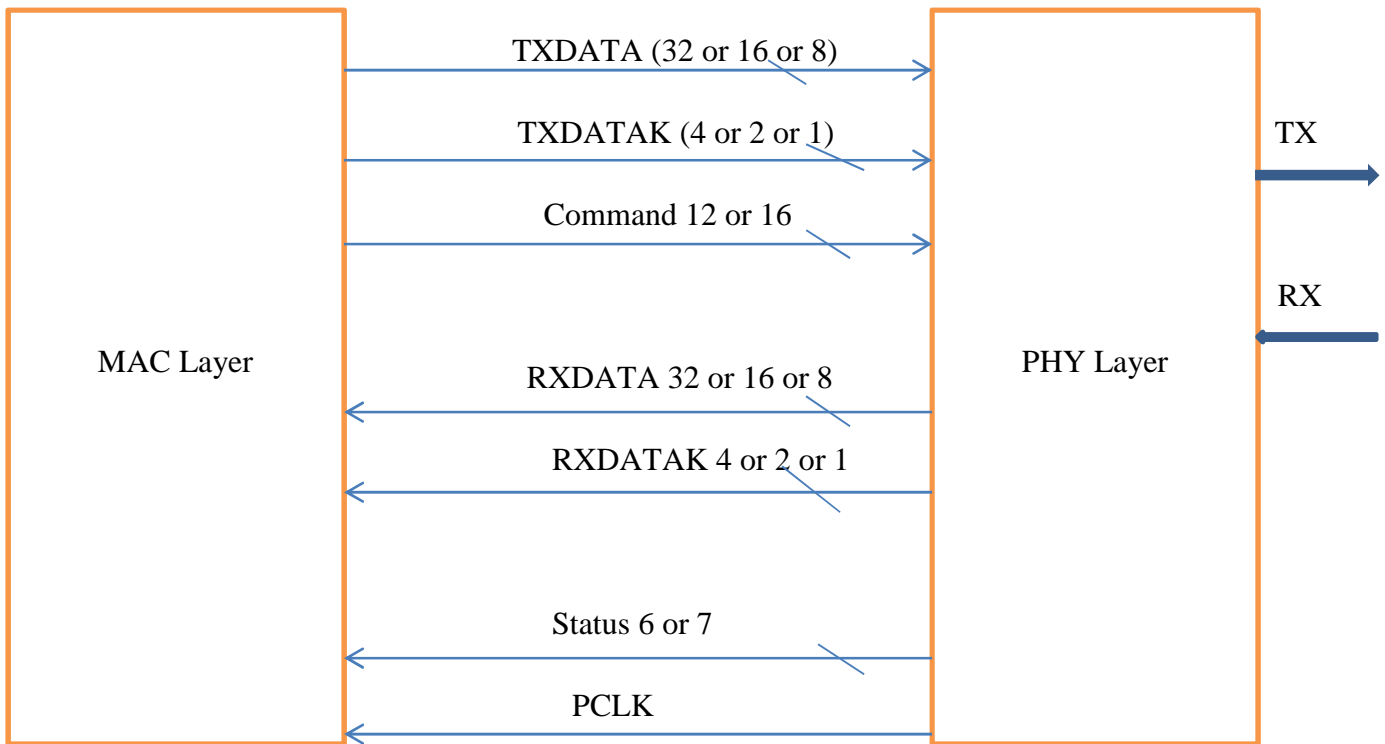 TXDATA (32 or 16 or 8)
TXDATAK (4 or 2 or 1)
TX
Command 12 or 16
RX
MAC Layer
PHY Layer
RXDATA 32 or 16 or 8
RXDATAK 4 or 2 or 1
Status 6 or 7
PCLK